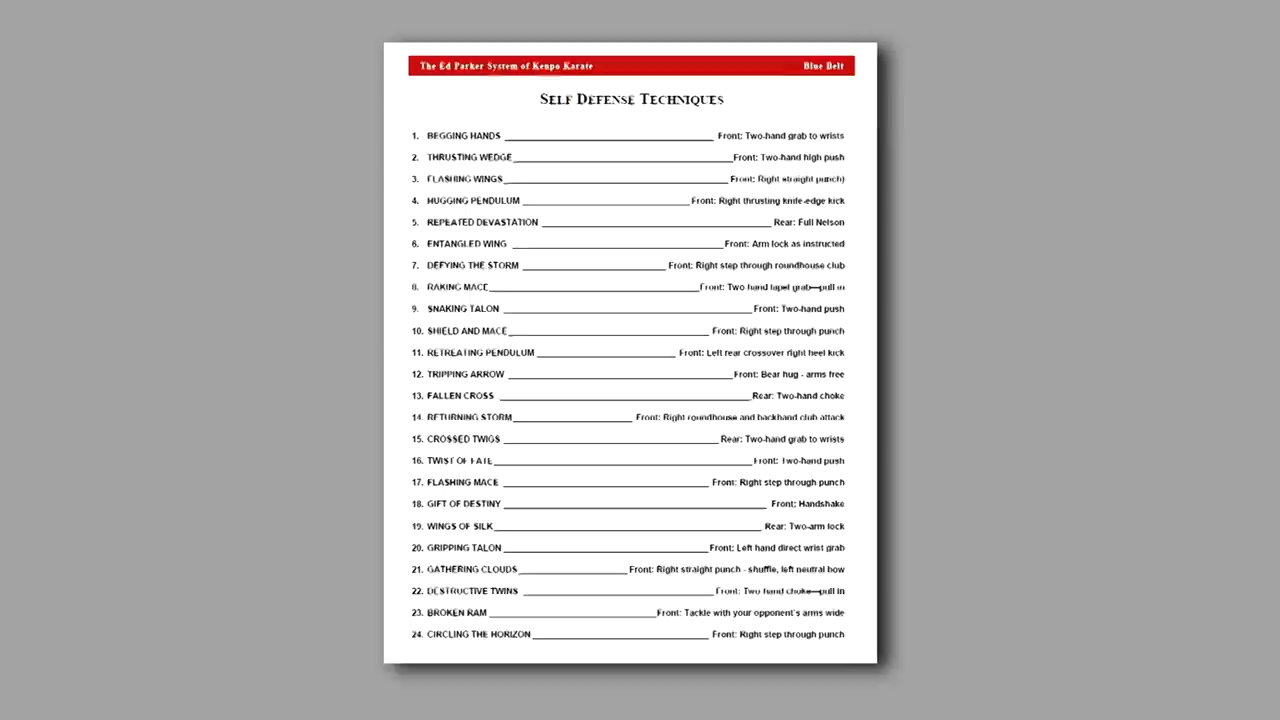 The Ed Parker System of Kenpo Karate Blue Belt
SELF DEFENSE TECHNIQUES
1. BEGGING HANDS Front: Two-hand grab to wrists
2. THRUSTING WEDGE Front: Two-hand high push
3. FLASHING WINGS Front: Right straight punch)
4. HUGGING PENDULUM Front: Right thrusting knife-edge kick
5. REPEATED DEVASTATION Rear: Full Nelson
6. ENTANGLED WING Front: Arm lock as instructed
7. DEFYING THE STORM Front: Right step through roundhouse club
8. RAKING MACE Front: Two hand lapel grab—pull in
9. SNAKING TALON Front: Two-hand push
10. SHIELD AND MACE Front: Right step through punch
11. RETREATING PENDULUM Front: Left rear crossover right heel kick
12. TRIPPING ARROW Front: Bear hug - arms free
13. FALLEN CROSS Rear: Two-hand choke
14. RETURNING STORM Front: Right roundhouse and backhand club attack
15. CROSSED TWIGS Rear: Two-hand grab to wrists
16. TWIST OF FATE Front: Two-hand push
17. FLASHING MACE Front: Right step through punch
18. GIFT OF DESTINY Front: Handshake
19. WINGS OF SILK Rear: Two-arm lock
20. GRIPPING TALON Front: Left hand direct wrist grab
21. GATHERING CLOUDS Front: Right straight punch - shuffle, left neutral bow
22. DESTRUCTIVE TWINS Front: Two hand choke—pull in
23. BROKEN RAM Front: Tackle with your opponent's arms wide
24. CIRCLING THE HORIZON Front: Right step through punch